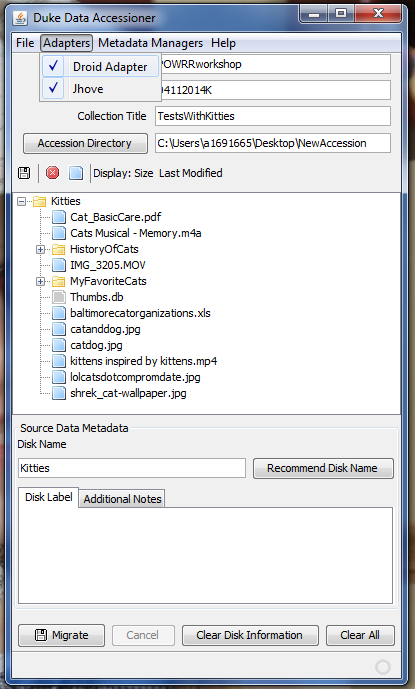 Duke Data Accessioner
File Adapters Metadata Managers Help
Droid Adapter
OWRRworkshop
Jhove
04112014K
Collection Title TestsWithKitties
Accession Directory C:\Users\a1691665\Desktop\NewAccession
Display: Size Last Modified
Kitties
Cat_BasicCare.pdf
Cats Musical - Memory.m4a
HistoryOfCats
IMG_3205.MOV
MyFavoriteCats
Thumbs.db
baltimorecatorganizations.xls
catanddog.jpg
catdog.jpg
kittens inspired by kittens.mp4
lolcatsdotcompromdate.jpg
shrek_cat-wallpaper.jpg
Source Data Metadata
Disk Name
Kitties Recommend Disk Name
Disk Label Additional Notes
Migrate Cancel Clear Disk Information Clear All